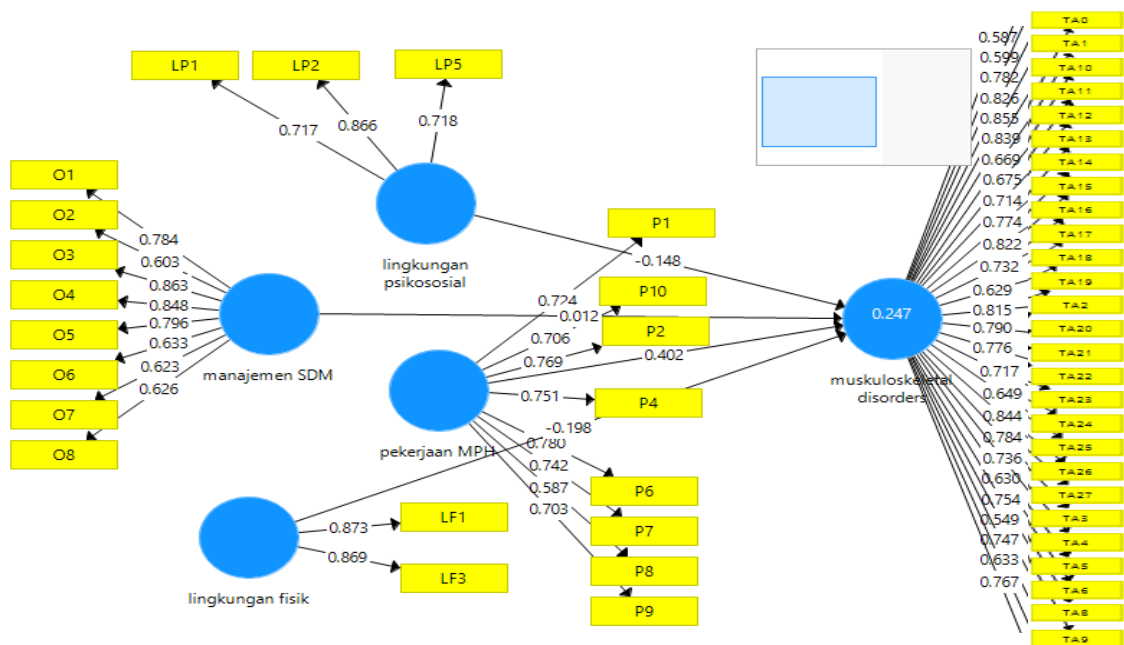 LP1
LP2
LP5
0.717
0.866
0.718
lingkungan
psikososial
O1
O2
O3
O4
O5
O6
O7
O8
0.784
0.603
0.863
0.848
0.796
0.633
0.623
0.626
manajemen SDM
P1
P10
P2
P4
P6
P7
P8
P9
0.724
0.706
0.769
0.751
0.780
0.742
0.587
0.703
pekerjaan MPH
-0.148
0.012
0.402
-0.198
LF1
LF3
0.873
0.869
lingkungan fisik
0.247
muskuloskeletal
disorders
0.587
0.599
0.782
0.826
0.855
0.839
0.669
0.675
0.714
0.774
0.822
0.732
0.629
0.815
0.790
0.776
0.717
0.649
0.844
0.784
0.736
0.630
0.754
0.549
0.747
0.633
0.767
TA0
TA1
TA10
TA11
TA12
TA13
TA14
TA15
TA16
TA17
TA18
TA19
TA2
TA20
TA21
TA22
TA23
TA24
TA25
TA26
TA27
TA3
TA4
TA5
TA6
TA8
TA9